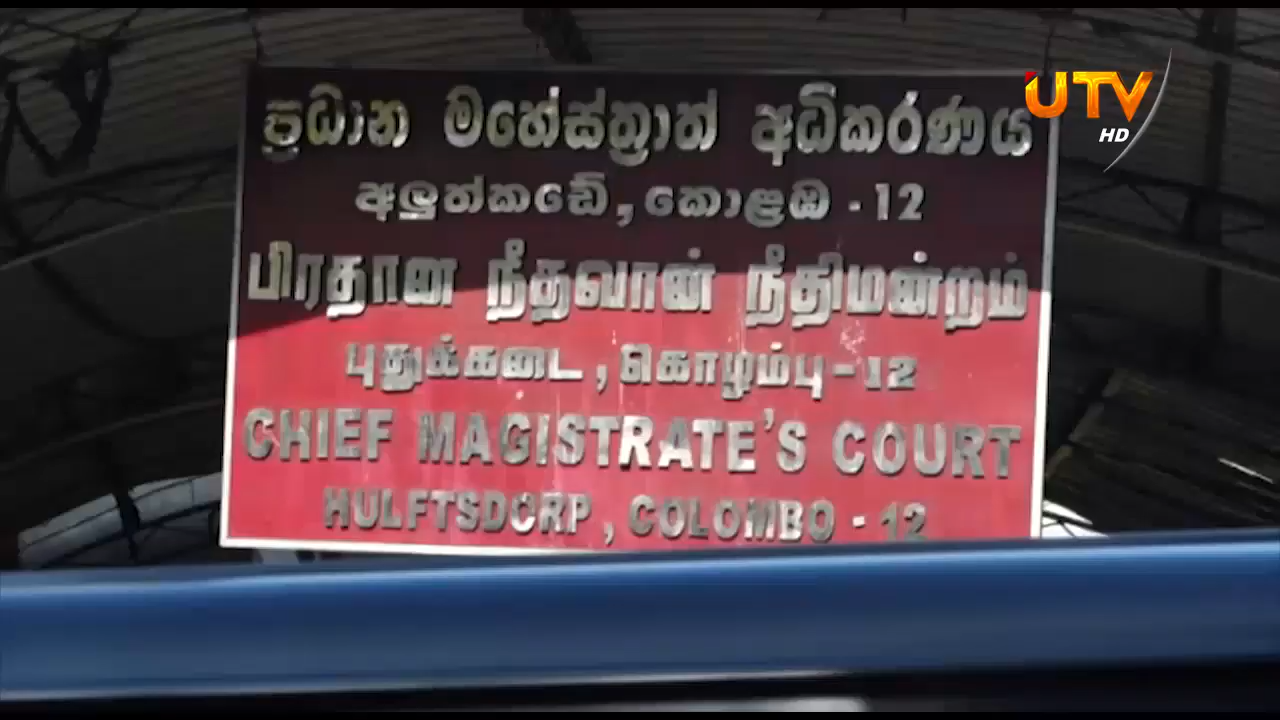 ප්‍රධාන මහේස්ත්‍රාත් අධිකරණය
අලුත්කඩේ, කොළඹ - 12
பிரதான நீதவான் நீதிமன்றம்
புதுக்கடை, கொழும்பு - 12
CHIEF MAGISTRATE'S COURT
HULFTSDORP, COLOMBO - 12
UTV
HD